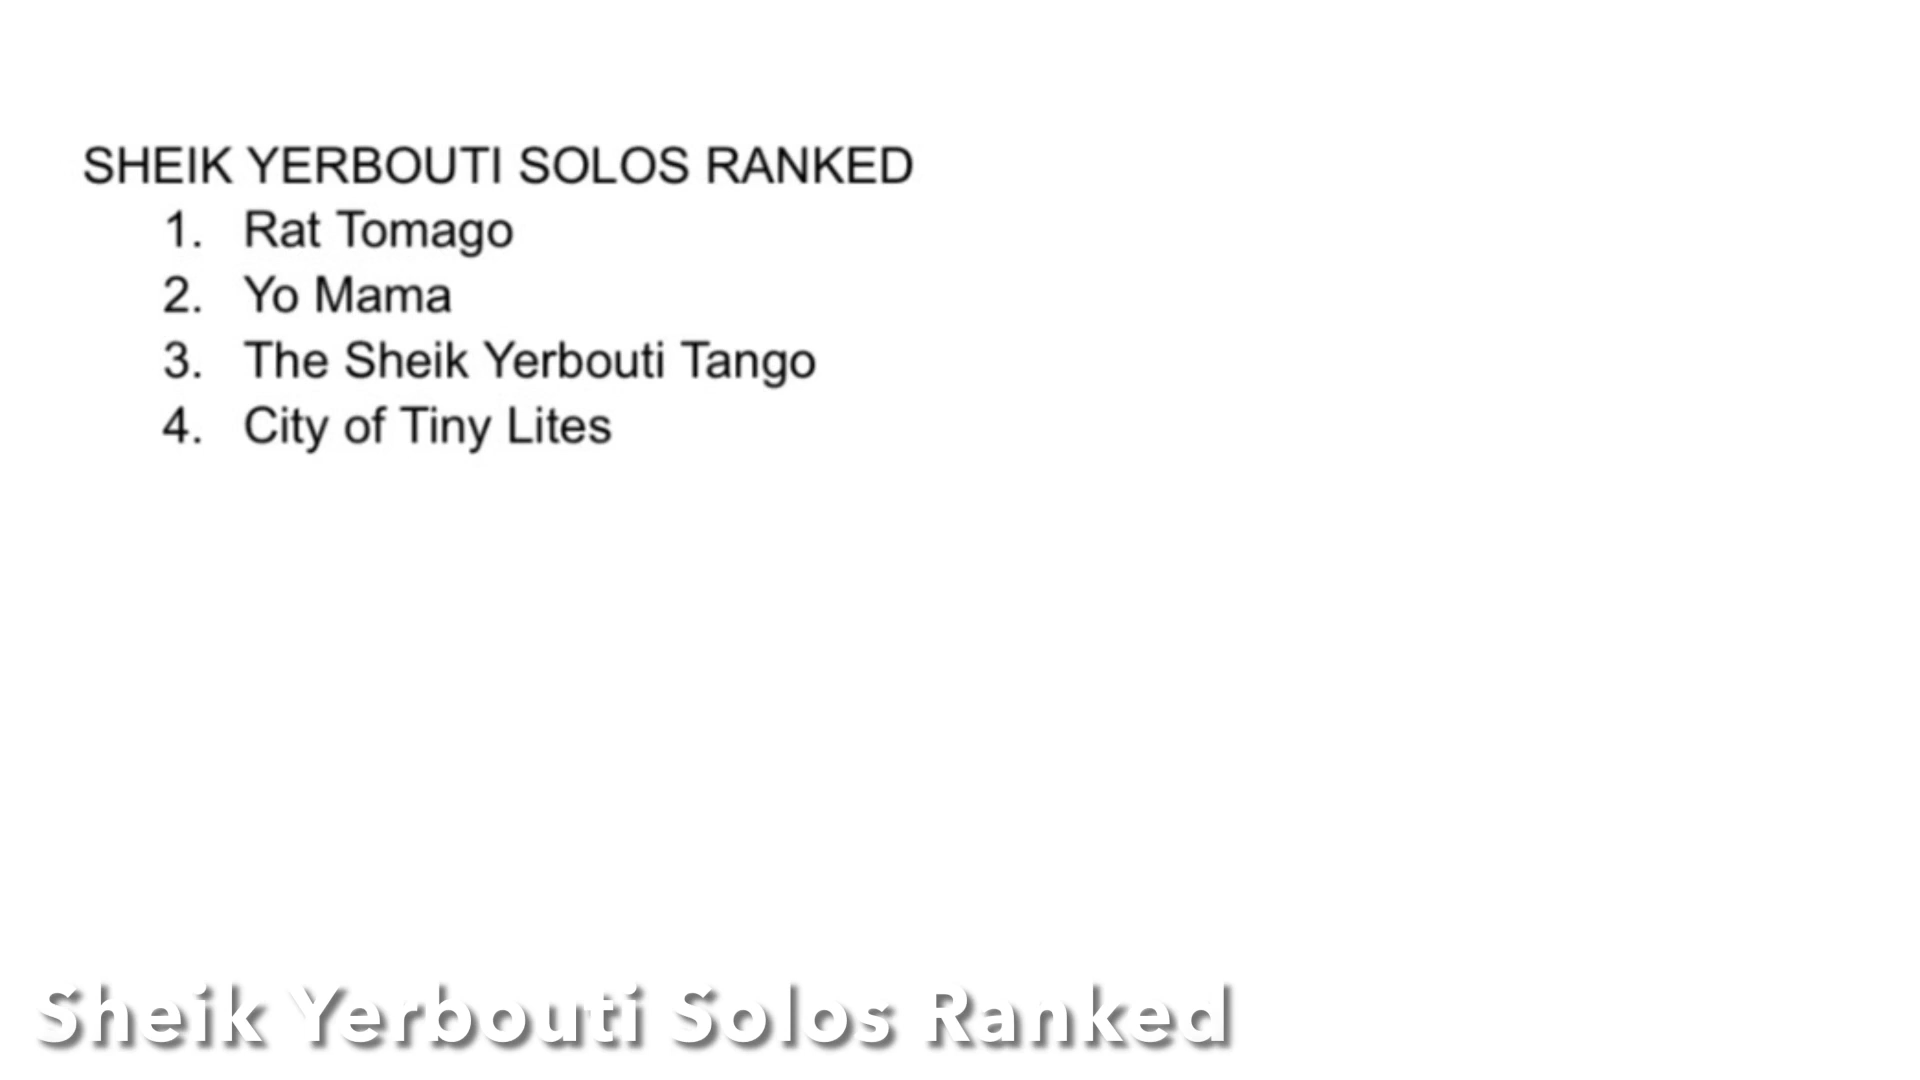 SHEIK YERBOUTI SOLOS RANKED
1. Rat Tomago
2. Yo Mama
3. The Sheik Yerbouti Tango
4. City of Tiny Lites
Sheik Yerbouti Solos Ranked